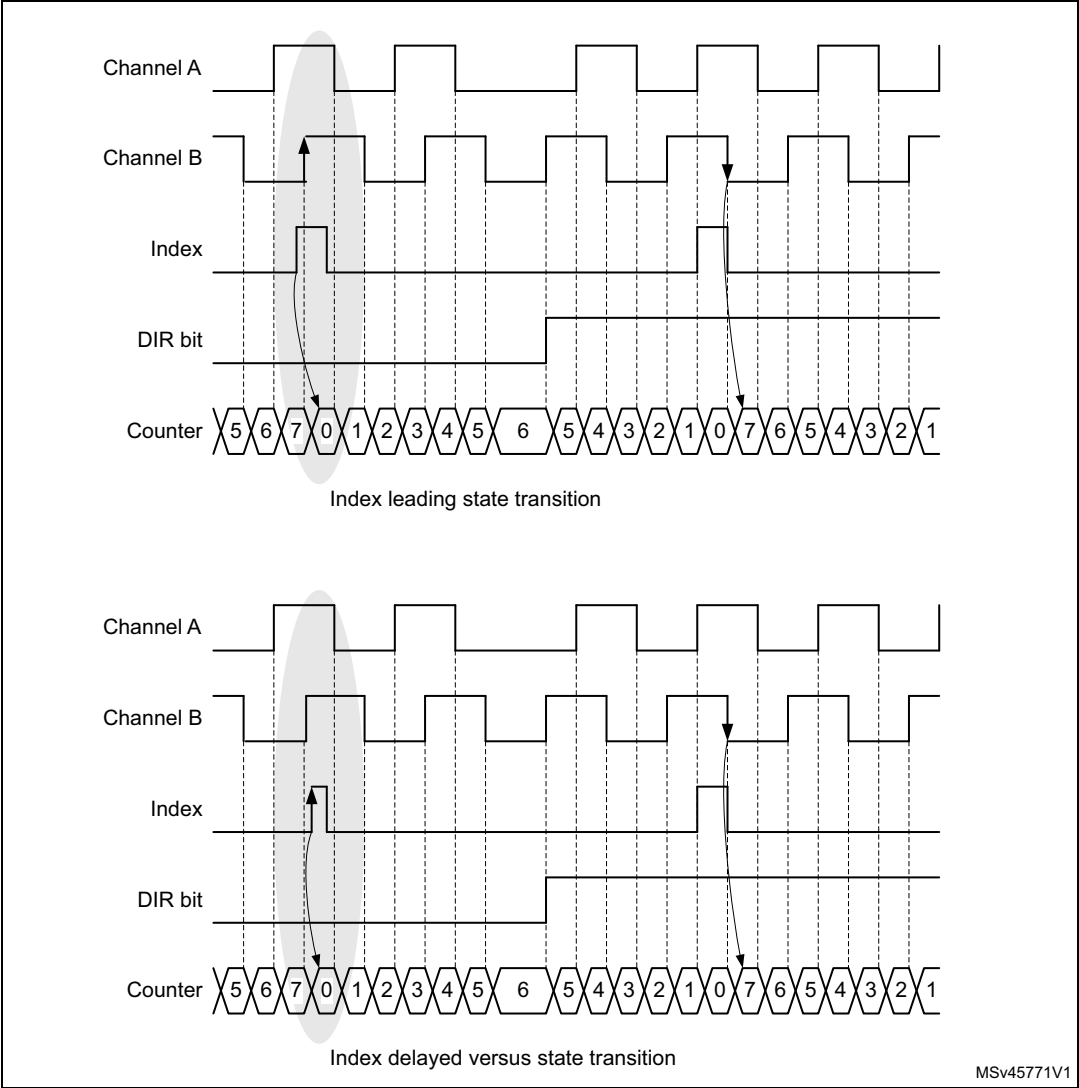 Channel A
Channel B
Index
DIR bit
Counter 5 6 7 0 1 2 3 4 5 6 5 4 3 2 1 0 7 6 5 4 3 2 1
Index leading state transition
Channel A
Channel B
Index
DIR bit
Counter 5 6 7 0 1 2 3 4 5 6 5 4 3 2 1 0 7 6 5 4 3 2 1
Index delayed versus state transition
MSv45771V1